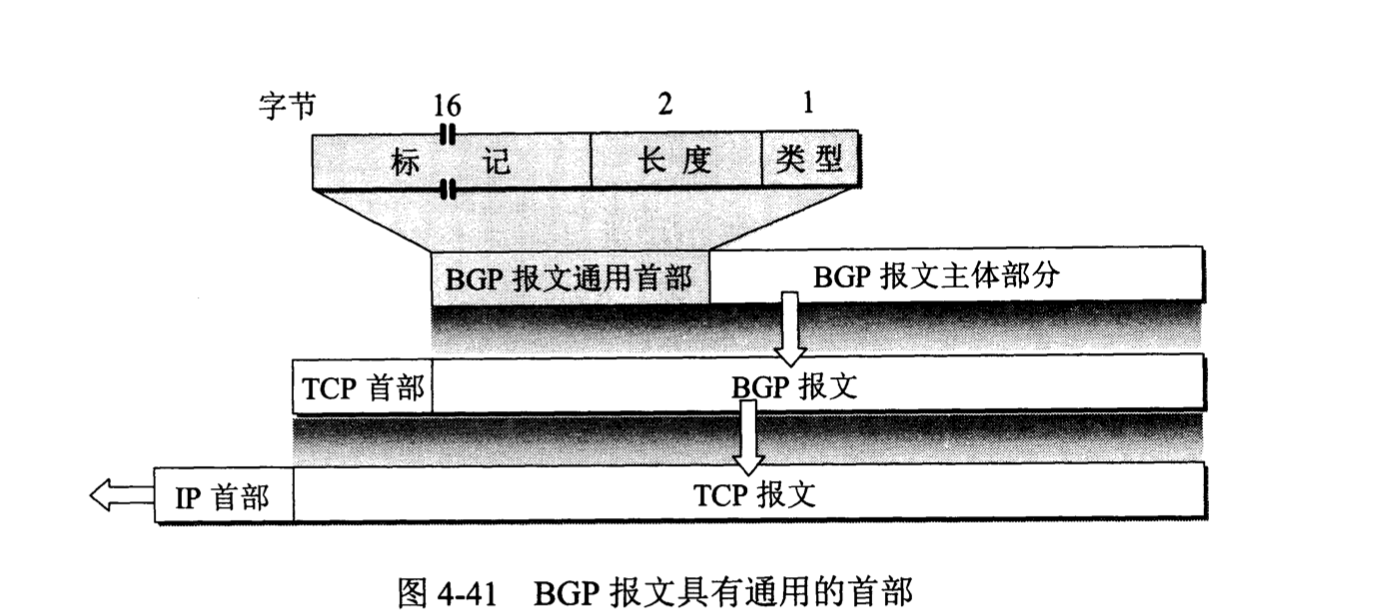 字节 16 2 1
标 记 长 度 类 型
BGP 报文通用首部 BGP 报文主体部分
TCP 首部 BGP 报文
IP 首部 TCP 报文
图 4-41 BGP 报文具有通用的首部